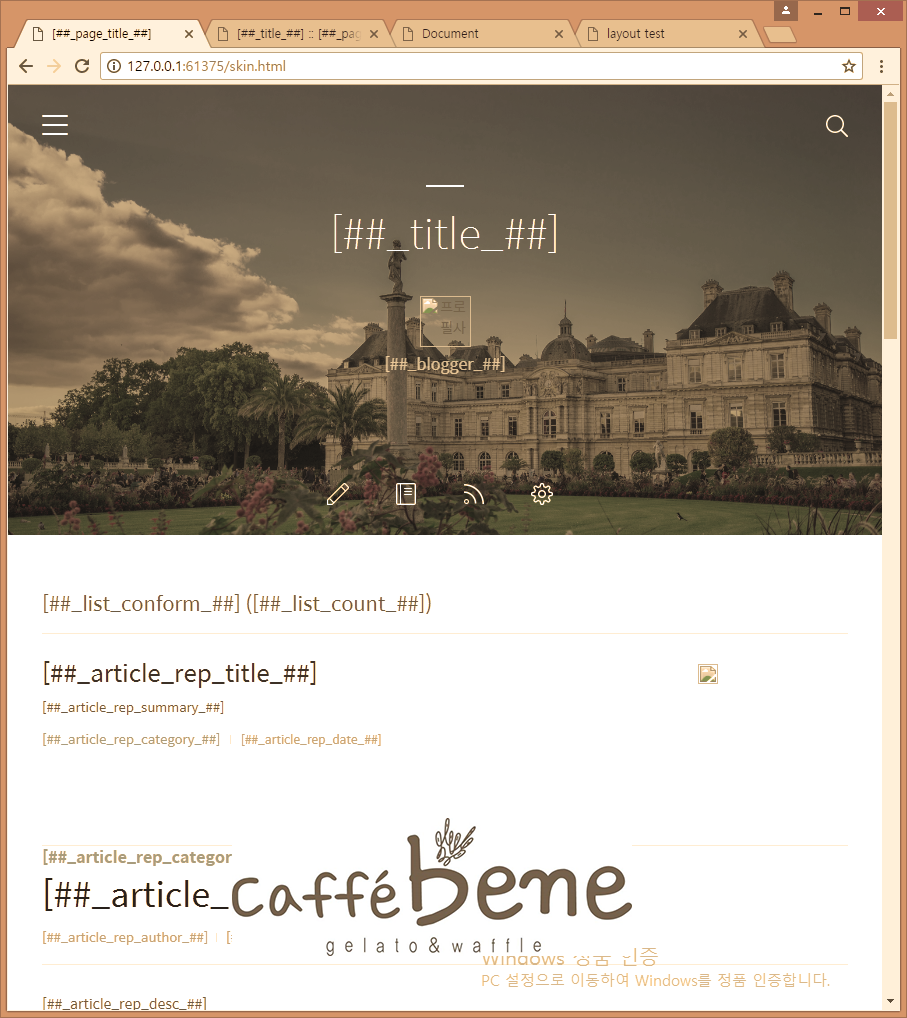 [##_page_title_##]
[##_title_##] :: [##_pag
Document
layout test
127.0.0.1:61375/skin.html
[##_title_##]
프로
필사
[##_blogger_##]
[##_list_conform_##] ([##_list_count_##])
[##_article_rep_title_##]
[##_article_rep_summary_##]
[##_article_rep_category_##]
[##_article_rep_date_##]
[##_article_rep_categor
[##_article_
Caffé bene
gelato & waffle
[##_article_rep_author_##]
Windows 정품 인증
PC 설정으로 이동하여 Windows를 정품 인증합니다.
[##_article_rep_desc_##]